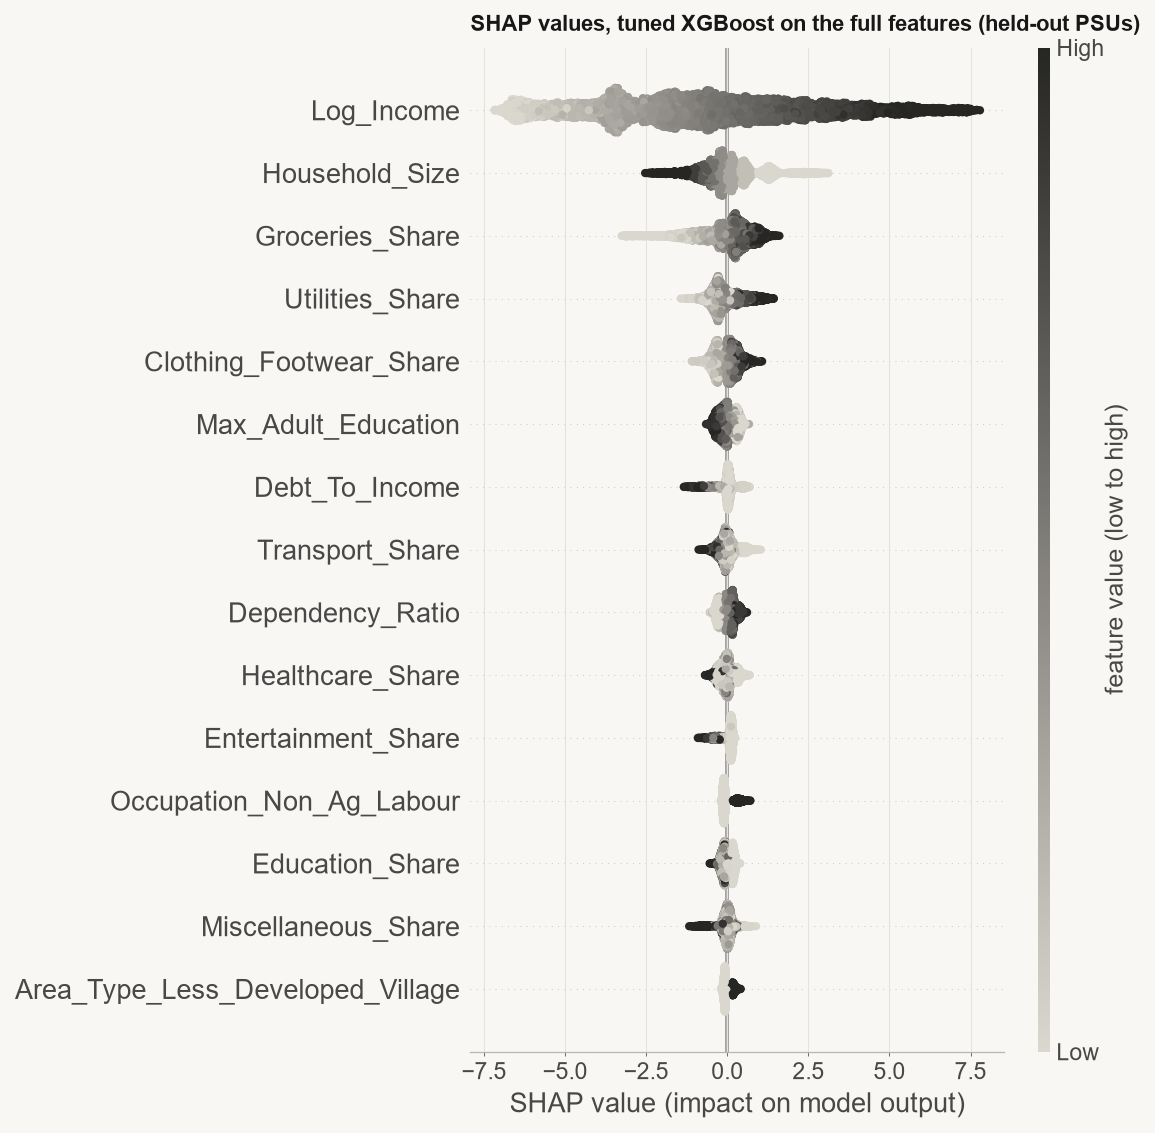 SHAP values, tuned XGBoost on the full features (held-out PSUs)
High
Log_Income
Household_Size
Groceries_Share
Utilities_Share
Clothing_Footwear_Share
Max_Adult_Education
Debt_To_Income
Transport_Share
Dependency_Ratio
Healthcare_Share
Entertainment_Share
Occupation_Non_Ag_Labour
Education_Share
Miscellaneous_Share
Area_Type_Less_Developed_Village
feature value (low to high)
Low
−7.5 −5.0 −2.5 0.0 2.5 5.0 7.5
SHAP value (impact on model output)